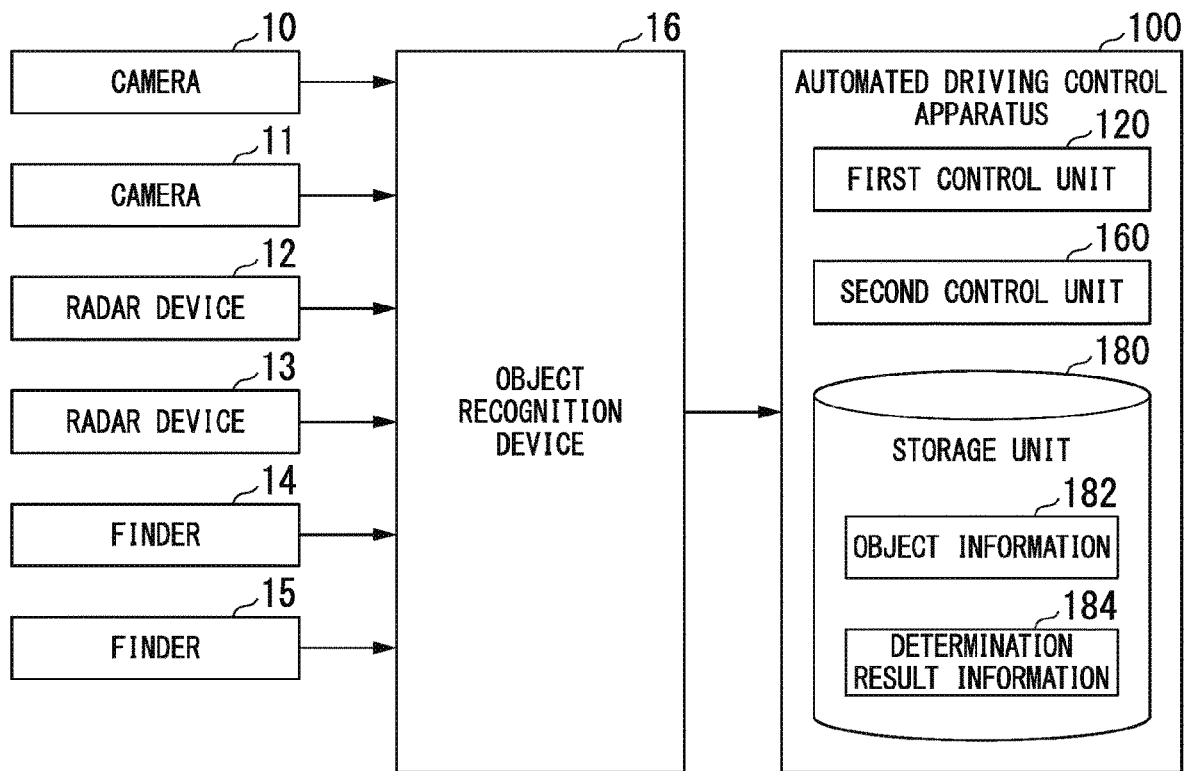 10
CAMERA
11
CAMERA
12
RADAR DEVICE
13
RADAR DEVICE
14
FINDER
15
FINDER
16
OBJECT
RECOGNITION
DEVICE
100
AUTOMATED DRIVING CONTROL
APPARATUS
120
FIRST CONTROL UNIT
160
SECOND CONTROL UNIT
180
STORAGE UNIT
182
OBJECT INFORMATION
184
DETERMINATION
RESULT INFORMATION